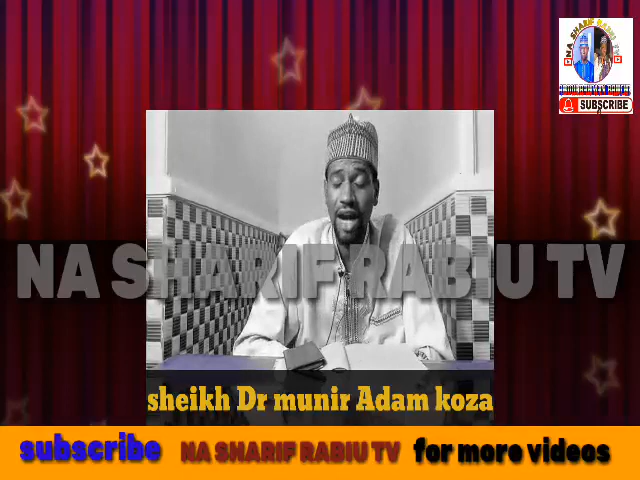 NA SHARIF RABIU TV
SUBSCRIBE
NA SHARIF RABIU TV
sheikh Dr munir Adam koza
subscribe NA SHARIF RABIU TV for more videos